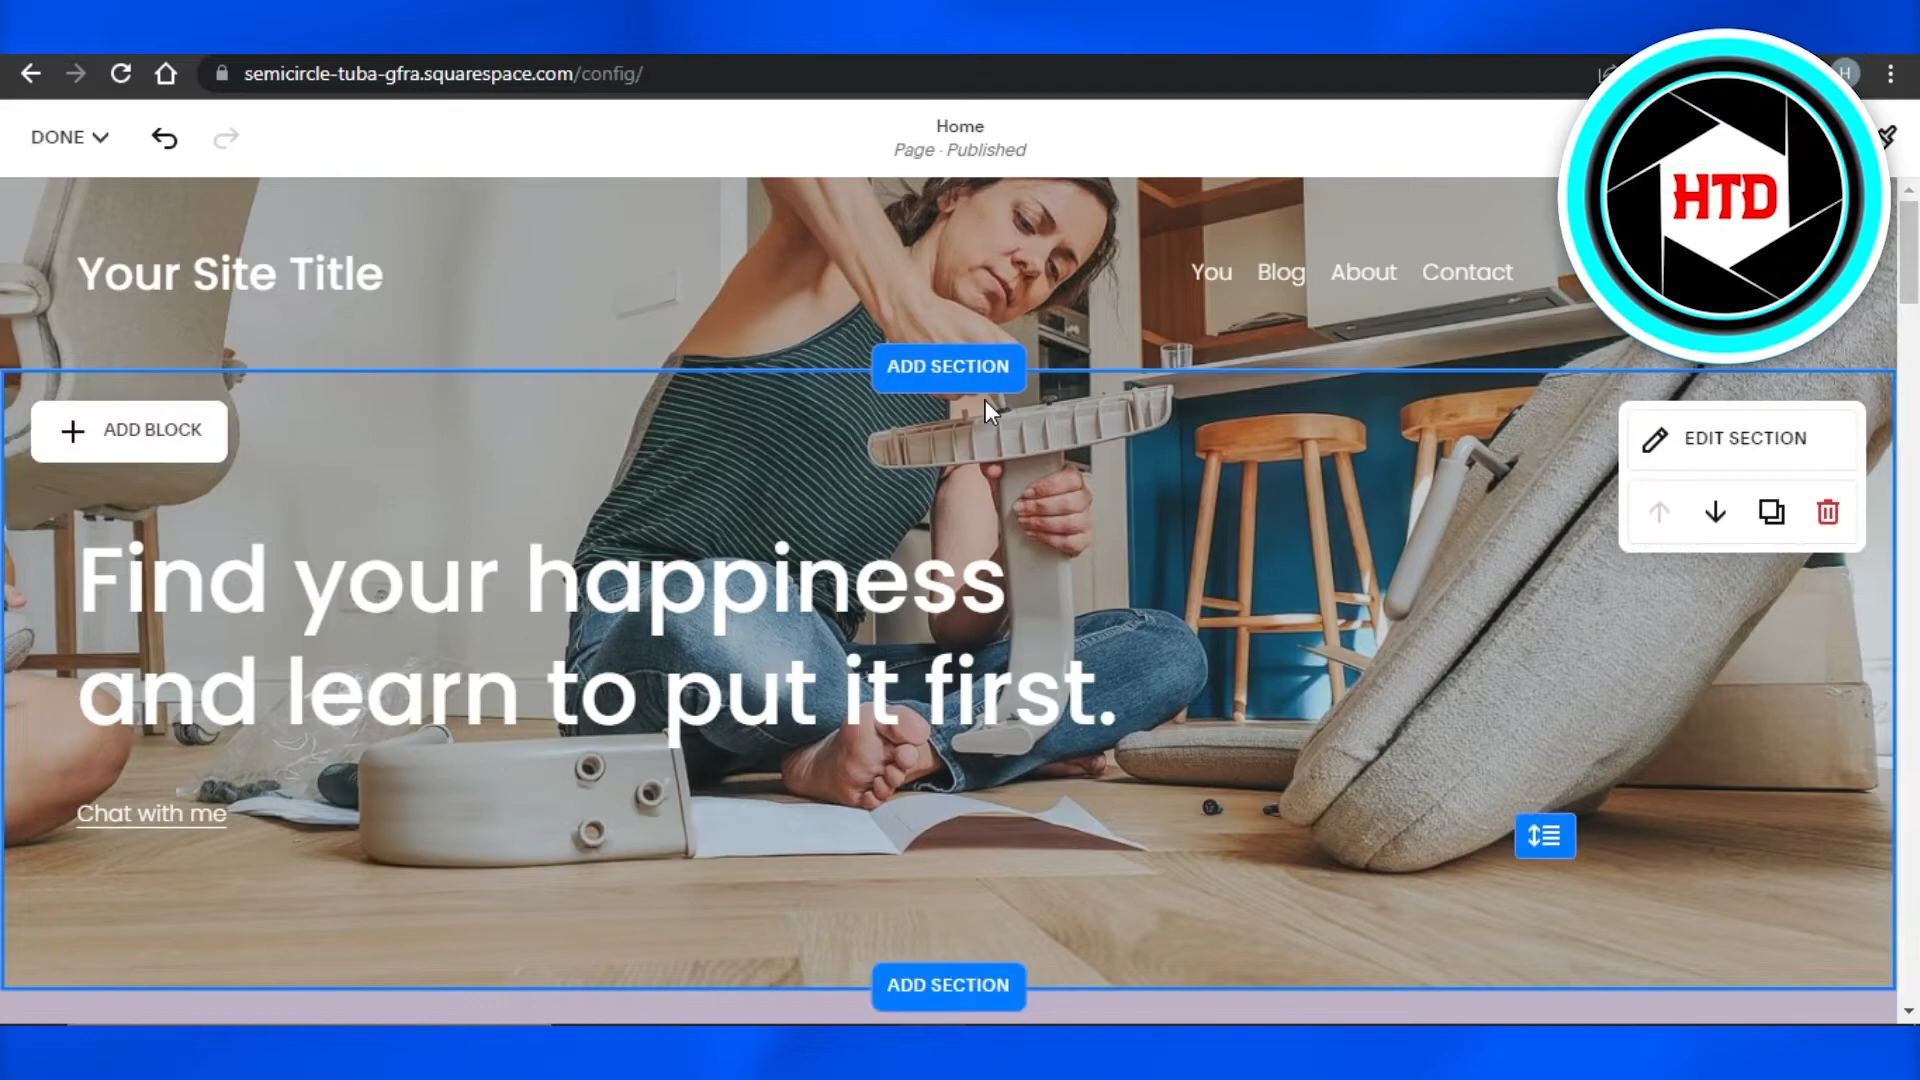 semicircle-tuba-gfra.squarespace.com/config/
H
DONE
Home
Page · Published
HTD
Your Site Title
You Blog About Contact
ADD SECTION
ADD BLOCK
EDIT SECTION
Find your happiness
and learn to put it first.
Chat with me
ADD SECTION